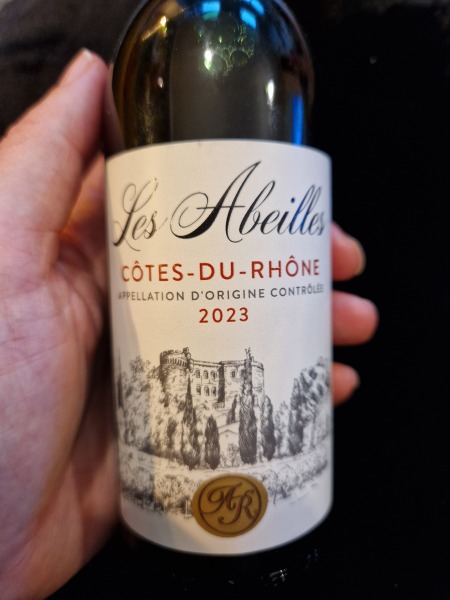 Les Abeilles
CÔTES-DU-RHÔNE
APPELLATION D'ORIGINE CONTRÔLÉE
2023
AR